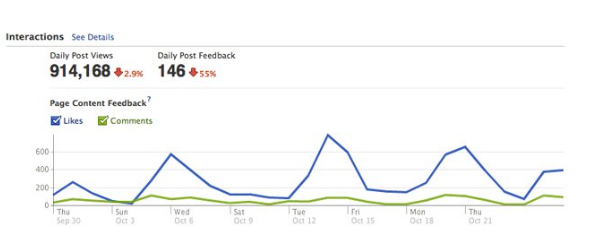 Interactions See Details
Daily Post Views Daily Post Feedback
914,168 2.9% 146 55%
Page Content Feedback?
Likes Comments
600
400
200
0
Thu Sun Wed Sat Tue Fri Mon Thu
Sep 30 Oct 3 Oct 6 Oct 9 Oct 12 Oct 15 Oct 18 Oct 21